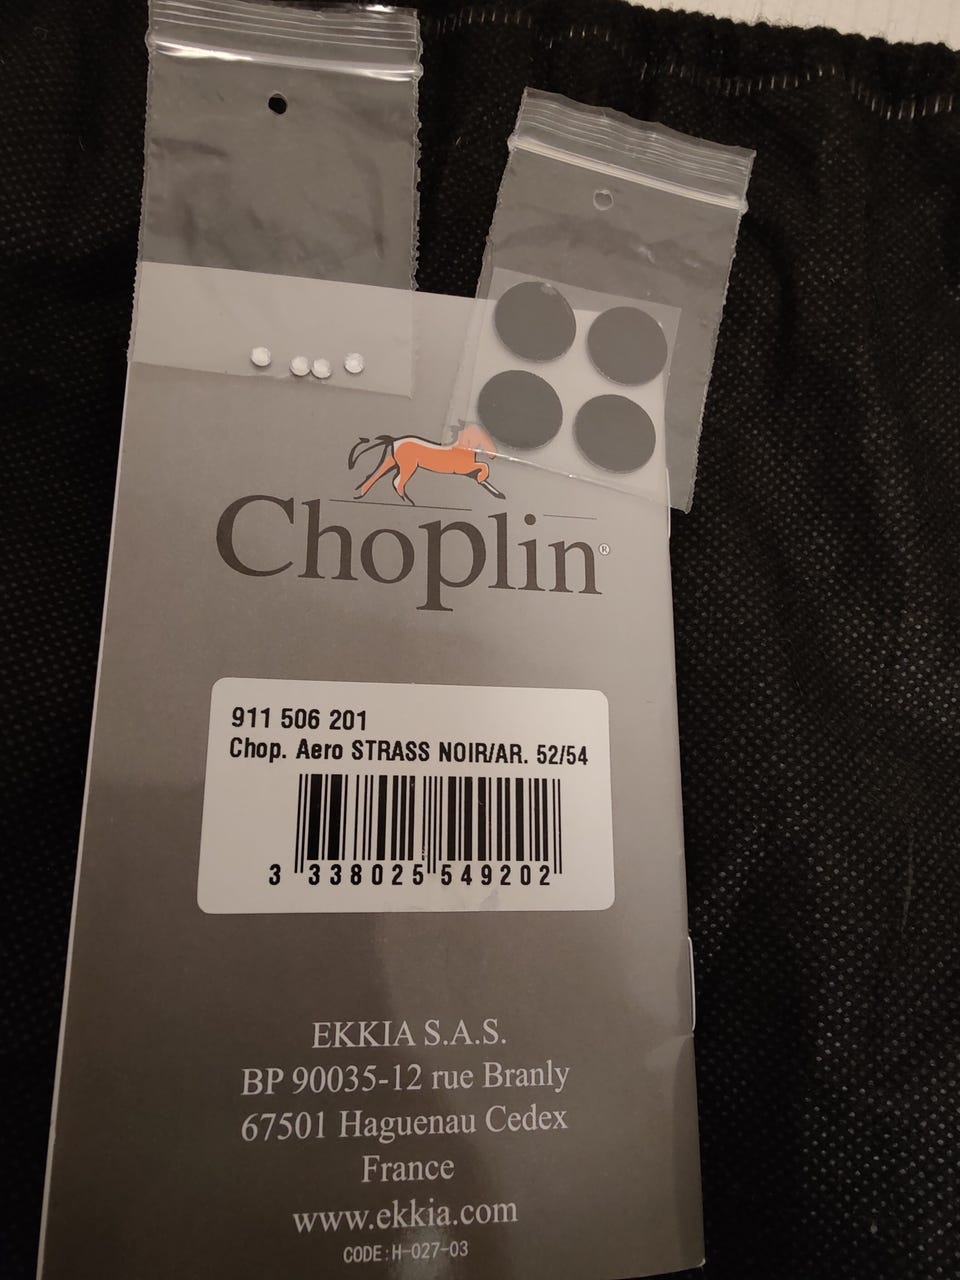 Choplin®
911 506 201
Chop. Aero STRASS NOIR/AR. 52/54
3 338025 549202
EKKIA S.A.S.
BP 90035-12 rue Branly
67501 Haguenau Cedex
France
www.ekkia.com
CODE:H-027-03